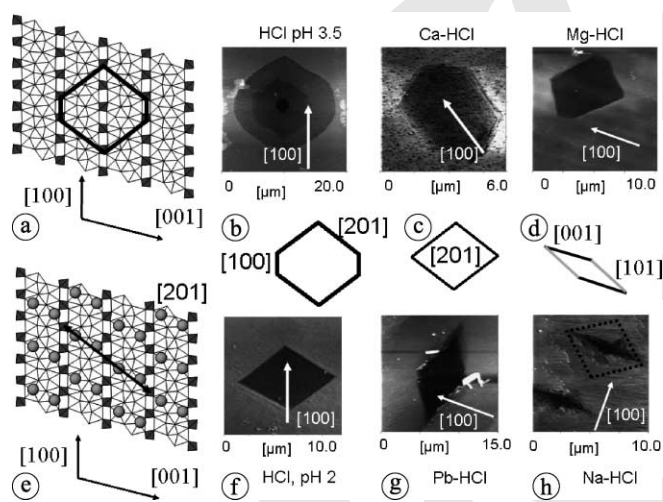 HCl pH 3.5
Ca-HCl
Mg-HCl
[100]
[100]
[100]
[100]
[001]
0 [µm] 20.0
0 [µm] 6.0
0 [µm] 10.0
a
b
c
d
[201]
[100]
[201]
[001]
[101]
[201]
[100]
[100]
[100]
[100]
[001]
0 [µm] 10.0
0 [µm] 15.0
0 [µm] 10.0
e
f
HCl, pH 2
g
Pb-HCl
h
Na-HCl